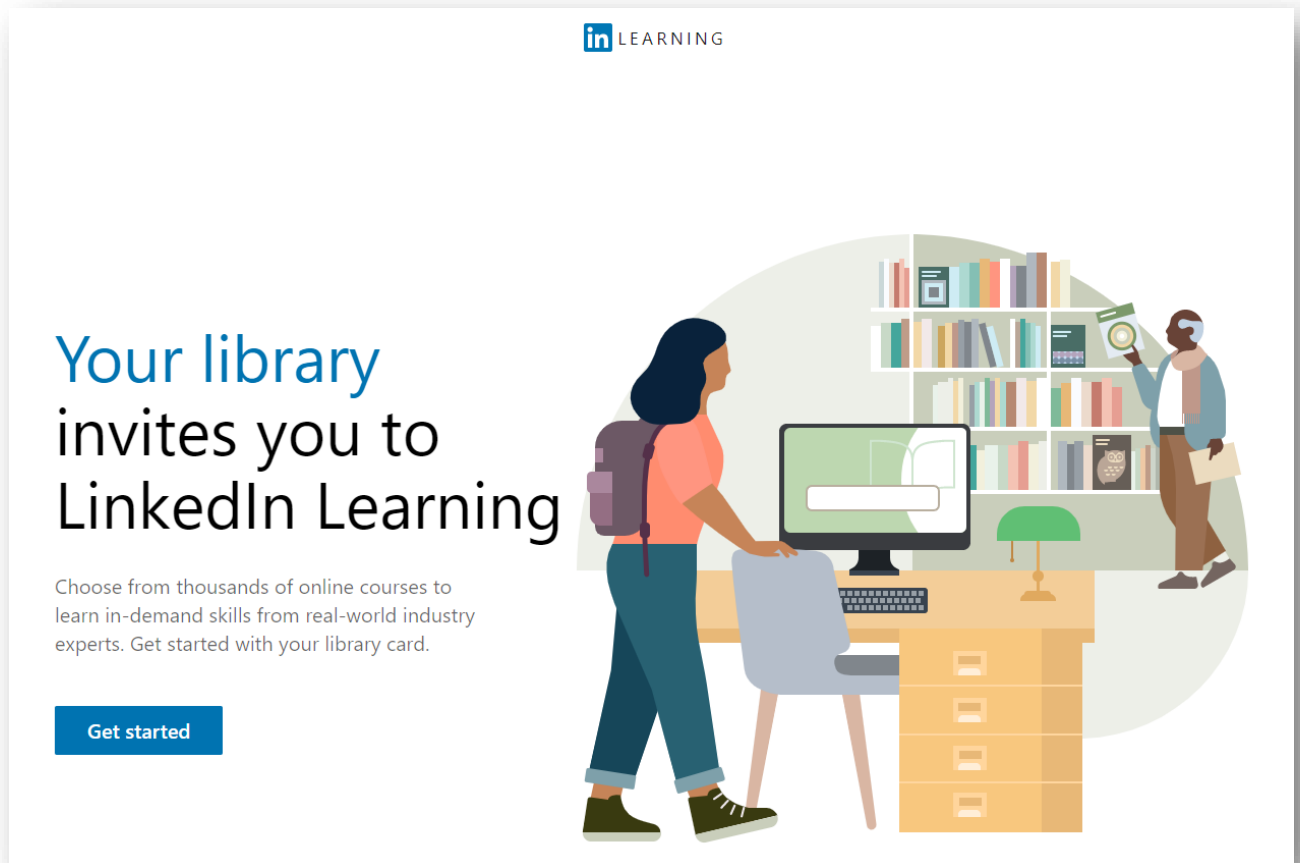 in LEARNING
Your library
invites you to
LinkedIn Learning
Choose from thousands of online courses to
learn in-demand skills from real-world industry
experts. Get started with your library card.
Get started